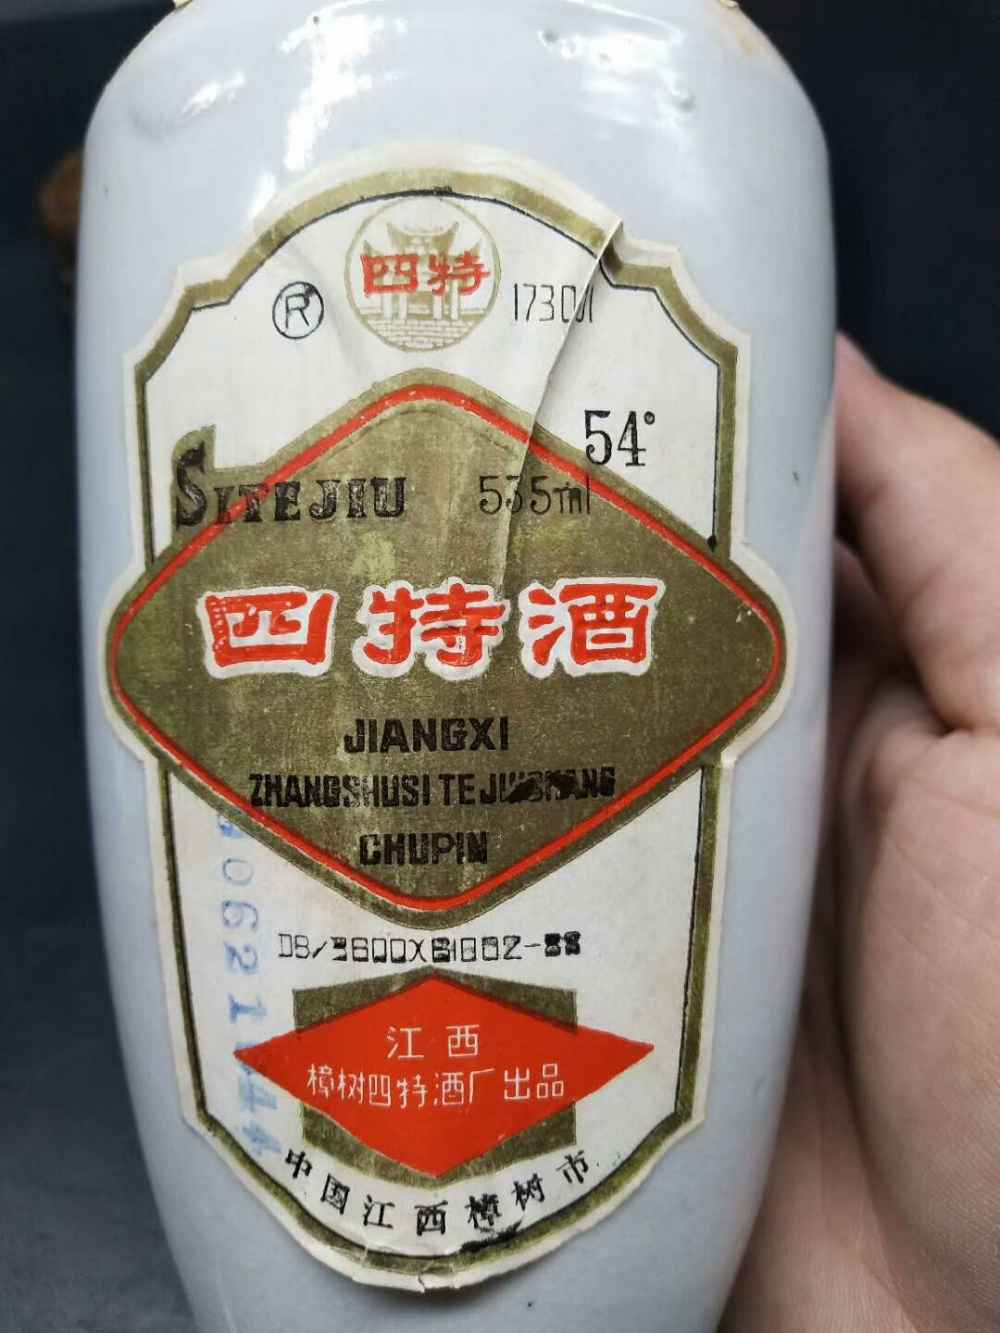 四特
R
54°
SITEJIU
535ml
四特酒
JIANGXI
ZHANGSHUSITEJIUCHANG
CHUPIN
江西
樟树四特酒厂出品
中国江西樟树市